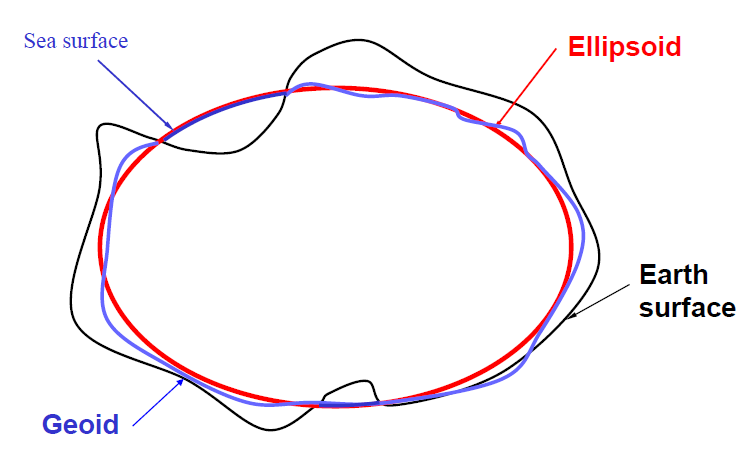 Sea surface
Ellipsoid
Earth
surface
Geoid